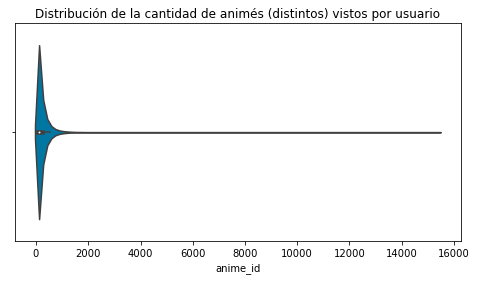 Distribución de la cantidad de animés (distintos) vistos por usuario
0 2000 4000 6000 8000 10000 12000 14000 16000
anime_id